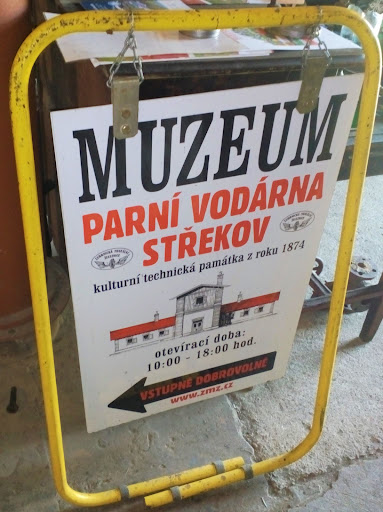 MUZEUM
PARNÍ VODÁRNA
STŘEKOV
kulturní technická památka z roku 1874
otevírací doba:
10:00 - 18:00 hod.
VSTUPNÉ DOBROVOLNÉ
www.zmz.cz